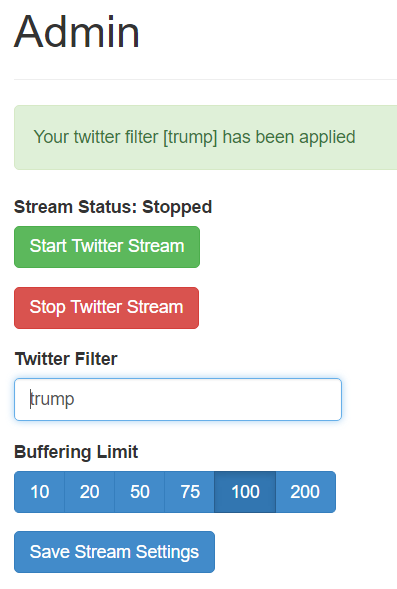 Admin
Your twitter filter [trump] has been applied
Stream Status: Stopped
Start Twitter Stream
Stop Twitter Stream
Twitter Filter
trump
Buffering Limit
10 20 50 75 100 200
Save Stream Settings